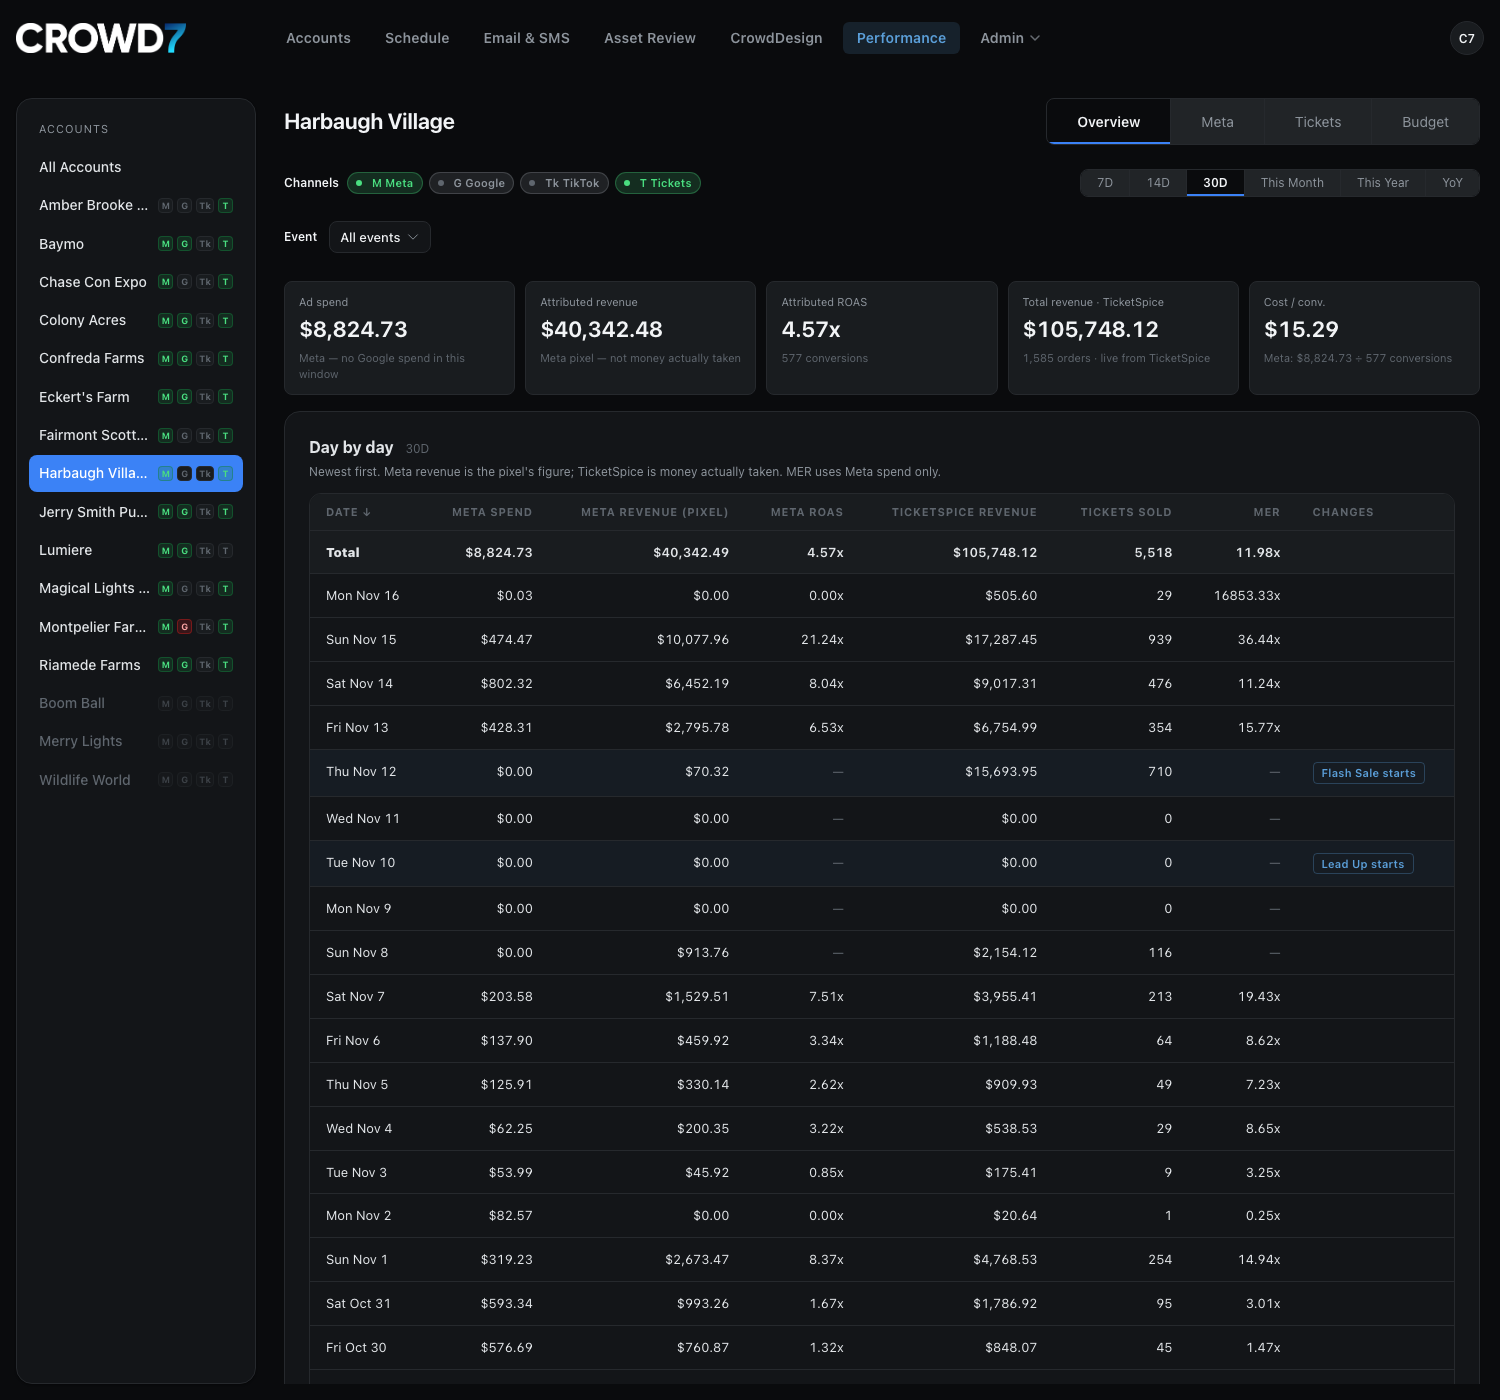 CROWD7
Accounts Schedule Email & SMS Asset Review CrowdDesign Performance Admin
C7
ACCOUNTS
All Accounts
Amber Brooke ... M G Tk T
Baymo M G Tk T
Chase Con Expo M G Tk T
Colony Acres M G Tk T
Confreda Farms M G Tk T
Eckert's Farm M G Tk T
Fairmont Scott... M G Tk T
Harbaugh Villa... M G Tk T
Jerry Smith Pu... M G Tk T
Lumiere M G Tk T
Magical Lights ... M G Tk T
Montpelier Far... M G Tk T
Riamede Farms M G Tk T
Boom Ball M G Tk T
Merry Lights M G Tk T
Wildlife World M G Tk T
Harbaugh Village
Overview Meta Tickets Budget
Channels M Meta G Google Tk TikTok T Tickets
7D 14D 30D This Month This Year YoY
Event All events
Ad spend
$8,824.73
Meta — no Google spend in this
window
Attributed revenue
$40,342.48
Meta pixel — not money actually taken
Attributed ROAS
4.57x
577 conversions
Total revenue · TicketSpice
$105,748.12
1,585 orders · live from TicketSpice
Cost / conv.
$15.29
Meta: $8,824.73 ÷ 577 conversions
Day by day 30D
Newest first. Meta revenue is the pixel's figure; TicketSpice is money actually taken. MER uses Meta spend only.
DATE ↓ META SPEND META REVENUE (PIXEL) META ROAS TICKETSPICE REVENUE TICKETS SOLD MER CHANGES
Total $8,824.73 $40,342.49 4.57x $105,748.12 5,518 11.98x
Mon Nov 16 $0.03 $0.00 0.00x $505.60 29 16853.33x
Sun Nov 15 $474.47 $10,077.96 21.24x $17,287.45 939 36.44x
Sat Nov 14 $802.32 $6,452.19 8.04x $9,017.31 476 11.24x
Fri Nov 13 $428.31 $2,795.78 6.53x $6,754.99 354 15.77x
Thu Nov 12 $0.00 $70.32 — $15,693.95 710 — Flash Sale starts
Wed Nov 11 $0.00 $0.00 — $0.00 0 —
Tue Nov 10 $0.00 $0.00 — $0.00 0 — Lead Up starts
Mon Nov 9 $0.00 $0.00 — $0.00 0 —
Sun Nov 8 $0.00 $913.76 — $2,154.12 116 —
Sat Nov 7 $203.58 $1,529.51 7.51x $3,955.41 213 19.43x
Fri Nov 6 $137.90 $459.92 3.34x $1,188.48 64 8.62x
Thu Nov 5 $125.91 $330.14 2.62x $909.93 49 7.23x
Wed Nov 4 $62.25 $200.35 3.22x $538.53 29 8.65x
Tue Nov 3 $53.99 $45.92 0.85x $175.41 9 3.25x
Mon Nov 2 $82.57 $0.00 0.00x $20.64 1 0.25x
Sun Nov 1 $319.23 $2,673.47 8.37x $4,768.53 254 14.94x
Sat Oct 31 $593.34 $993.26 1.67x $1,786.92 95 3.01x
Fri Oct 30 $576.69 $760.87 1.32x $848.07 45 1.47x